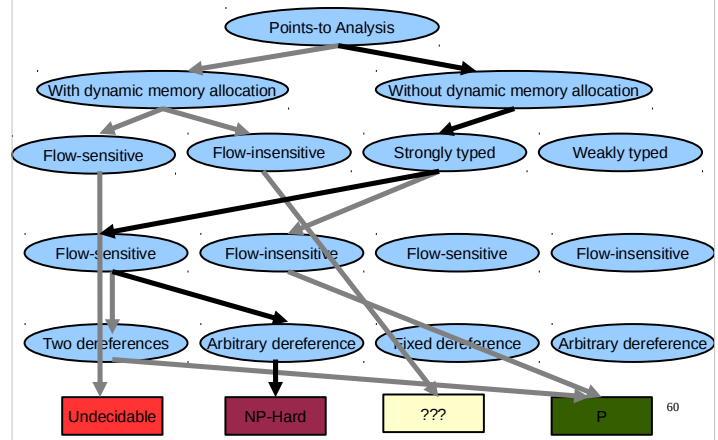 Points-to Analysis
With dynamic memory allocation
Without dynamic memory allocation
Flow-sensitive
Flow-insensitive
Strongly typed
Weakly typed
Flow-sensitive
Flow-insensitive
Flow-sensitive
Flow-insensitive
Two dereferences
Arbitrary dereference
Fixed dereference
Arbitrary dereference
Undecidable
NP-Hard
???
P
60